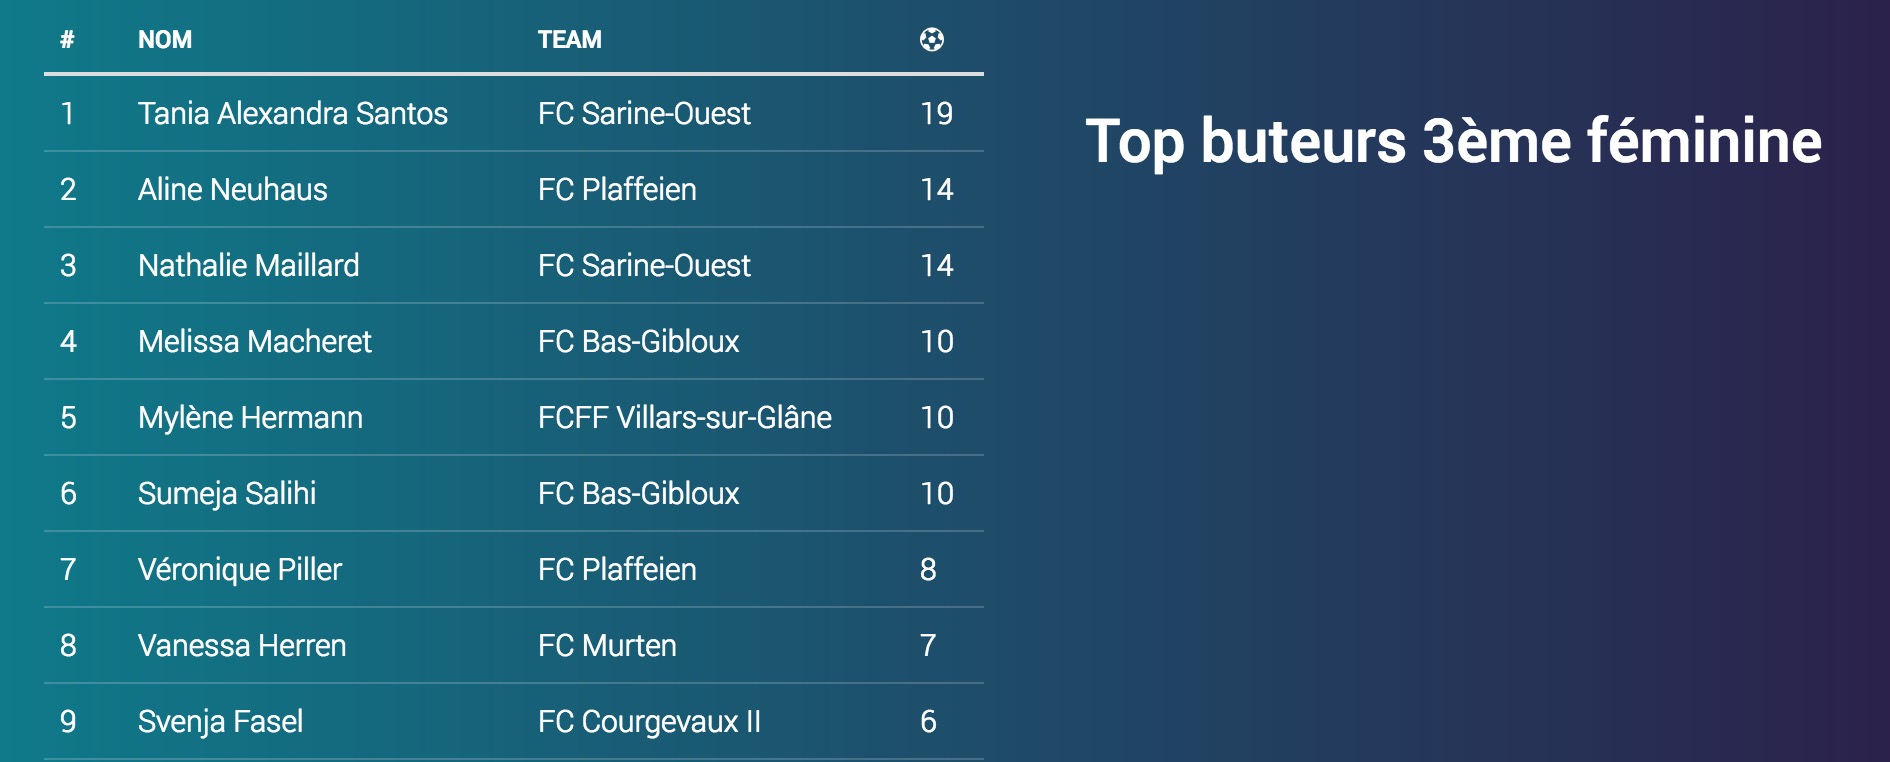 # NOM TEAM
1 Tania Alexandra Santos FC Sarine-Ouest 19
2 Aline Neuhaus FC Plaffeien 14
3 Nathalie Maillard FC Sarine-Ouest 14
4 Melissa Macheret FC Bas-Gibloux 10
5 Mylène Hermann FCFF Villars-sur-Glâne 10
6 Sumeja Salihi FC Bas-Gibloux 10
7 Véronique Piller FC Plaffeien 8
8 Vanessa Herren FC Murten 7
9 Svenja Fasel FC Courgevaux II 6
Top buteurs 3ème féminine